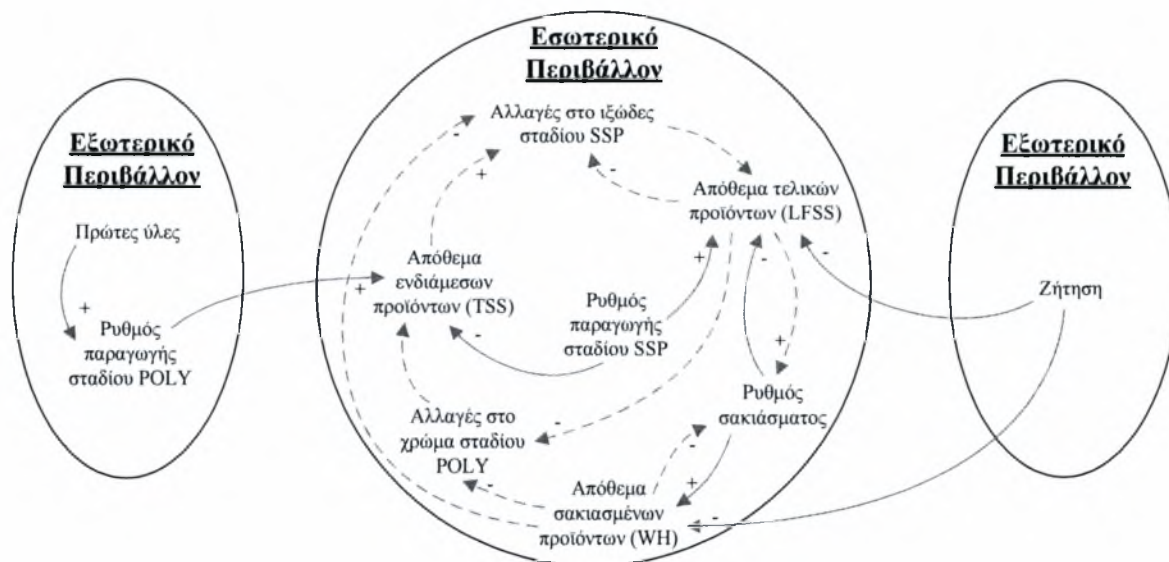 Εξωτερικό
Περιβάλλον
Πρώτες ύλες
+
Ρυθμός
παραγωγής
σταδίου POLY
Εσωτερικό
Περιβάλλον
Αλλαγές στο ιξώδες
σταδίου SSP
-
+
-
Απόθεμα τελικών
προϊόντων (LFSS)
Απόθεμα
ενδιάμεσων
προϊόντων (TSS)
+
+
-
-
Ρυθμός
παραγωγής
σταδίου SSP
-
+
Ρυθμός
σακιάσματος
Αλλαγές στο
χρώμα σταδίου
POLY
-
-
-
+
Απόθεμα
σακιασμένων
προϊόντων (WH)
-
Εξωτερικό
Περιβάλλον
Ζήτηση